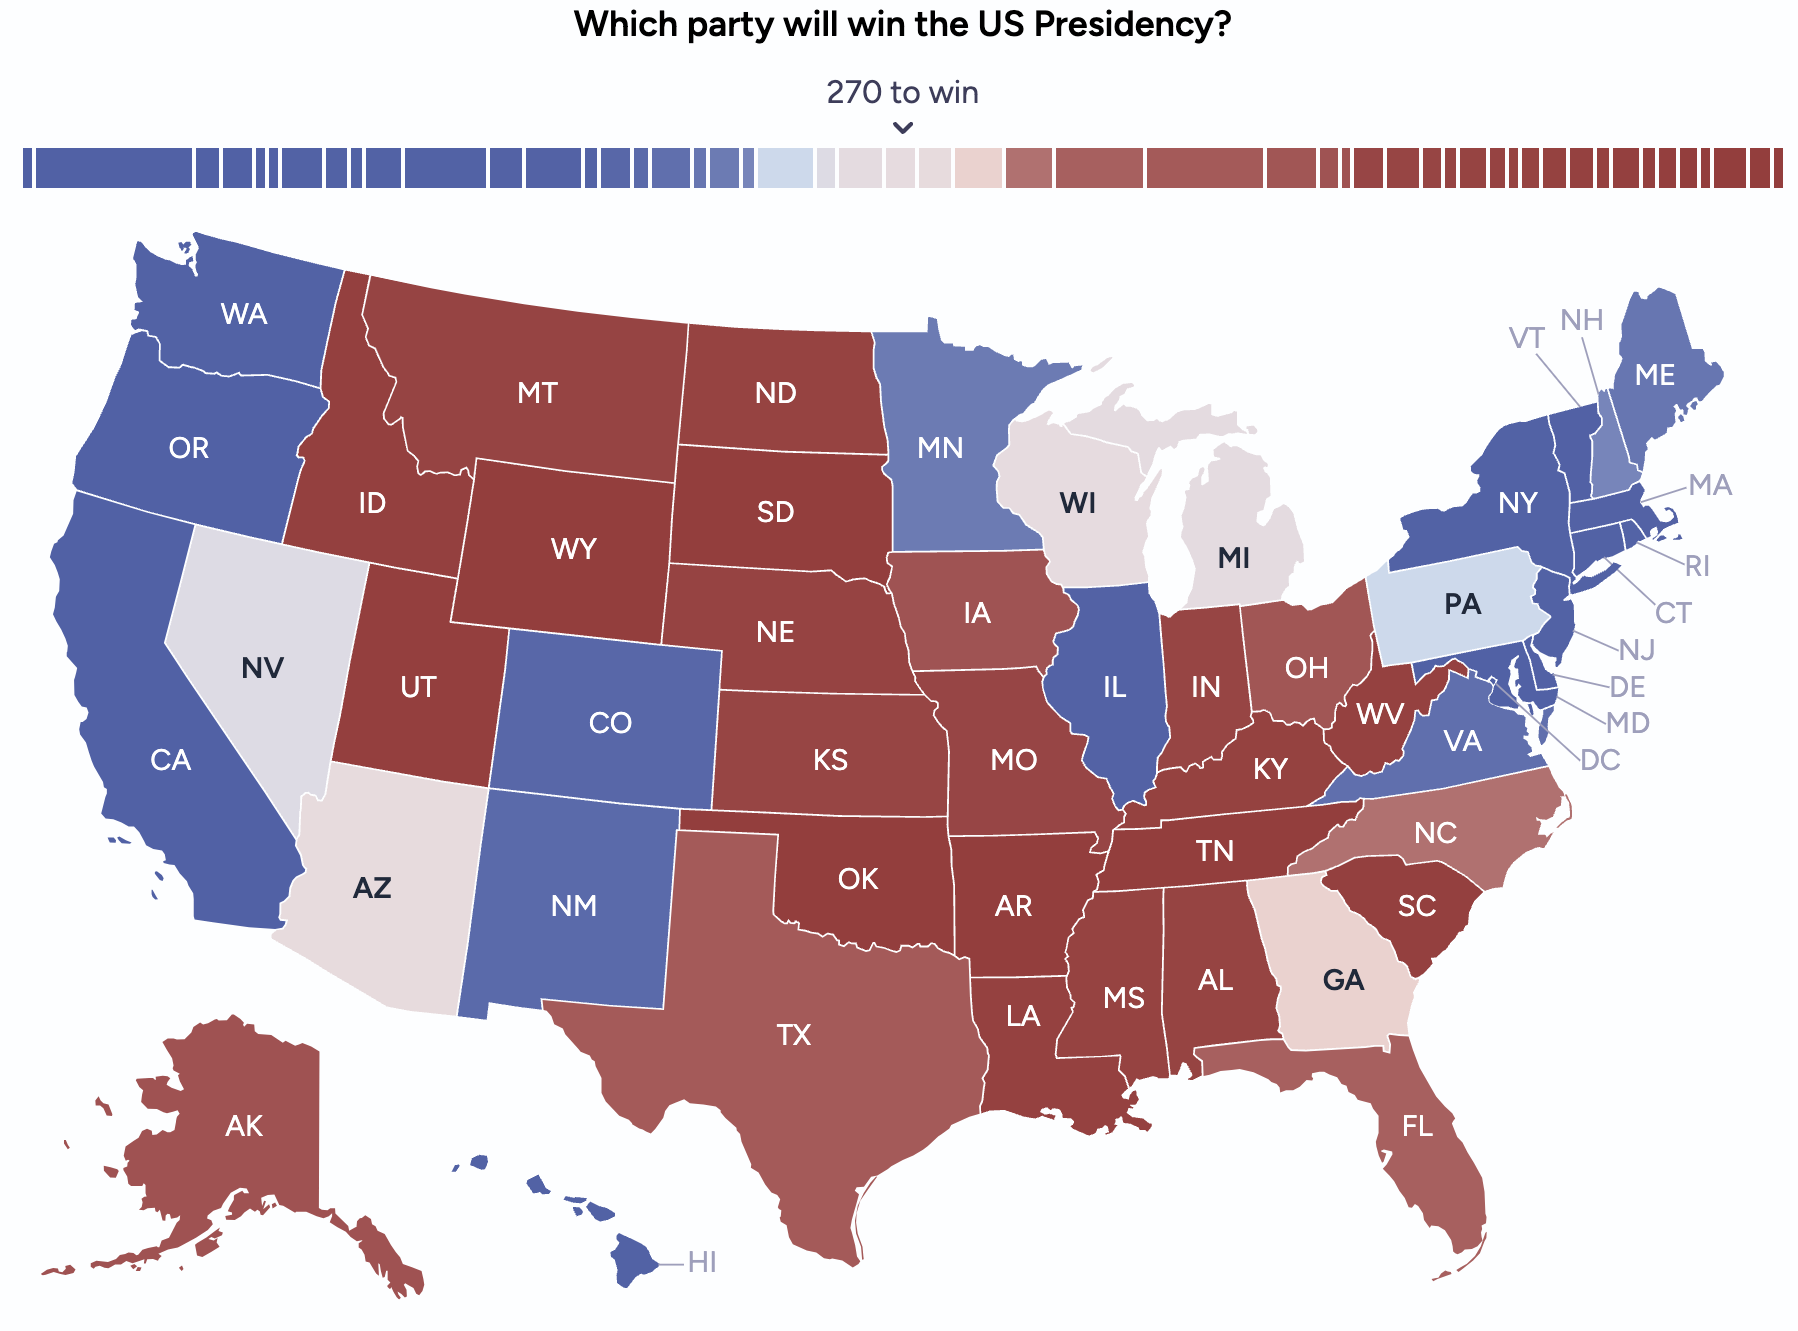 Which party will win the US Presidency?
270 to win
WA
OR
CA
NV
ID
MT
WY
UT
AZ
CO
NM
ND
SD
NE
KS
OK
TX
MN
IA
MO
AR
LA
WI
IL
MI
IN
OH
KY
TN
MS
AL
GA
FL
SC
NC
VA
WV
PA
NY
VT
NH
ME
MA
RI
CT
NJ
DE
MD
DC
AK
HI